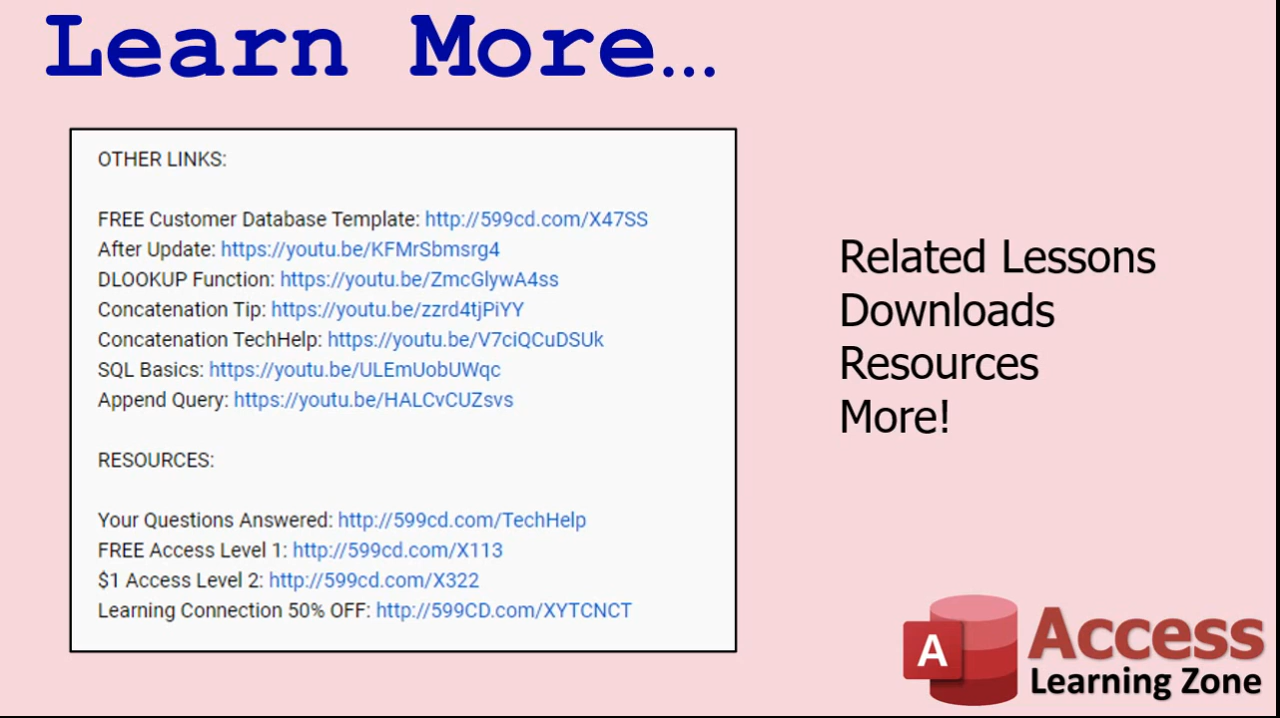 Learn More...
OTHER LINKS:
FREE Customer Database Template: http://599cd.com/X47SS
After Update: https://youtu.be/KFMrSbmsrg4
DLOOKUP Function: https://youtu.be/ZmcGlywA4ss
Concatenation Tip: https://youtu.be/zzrd4tjPiYY
Concatenation TechHelp: https://youtu.be/V7ciQCuDSUk
SQL Basics: https://youtu.be/ULEmUobUWqc
Append Query: https://youtu.be/HALCvCUZsvs
RESOURCES:
Your Questions Answered: http://599cd.com/TechHelp
FREE Access Level 1: http://599cd.com/X113
$1 Access Level 2: http://599cd.com/X322
Learning Connection 50% OFF: http://599CD.com/XYTCNCT
Related Lessons
Downloads
Resources
More!
A
Access
Learning Zone